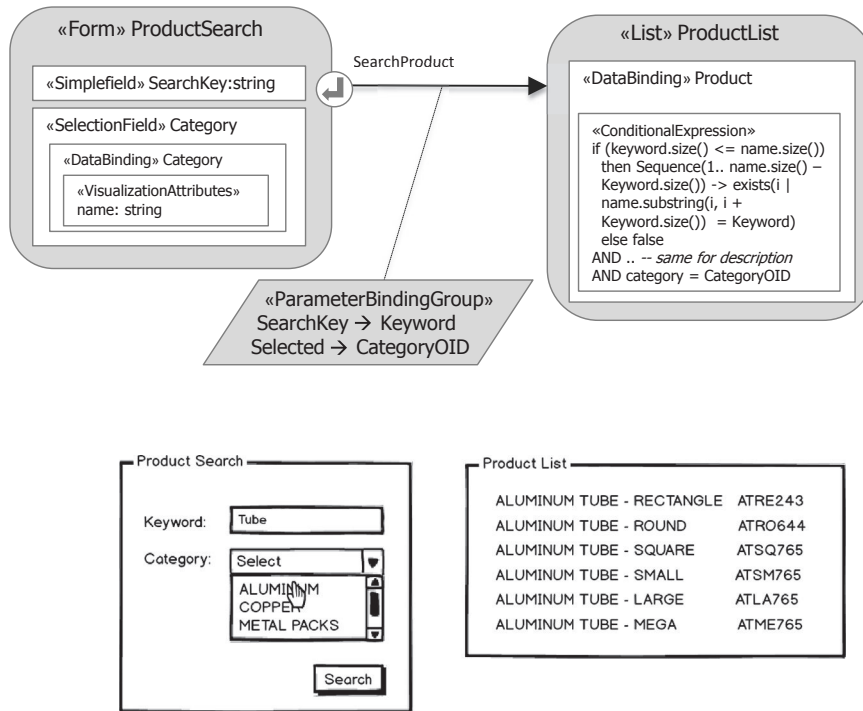 «Form» ProductSearch
«Simplefield» SearchKey:string
«SelectionField» Category
«DataBinding» Category
«VisualizationAttributes»
name: string
SearchProduct
«List» ProductList
«DataBinding» Product
«ConditionalExpression»
if (keyword.size() <= name.size())
then Sequence(1.. name.size() –
Keyword.size()) -> exists(i |
name.substring(i, i +
Keyword.size()) = Keyword)
else false
AND .. -- same for description
AND category = CategoryOID
«ParameterBindingGroup»
SearchKey → Keyword
Selected → CategoryOID
Product Search
Keyword: Tube
Category: Select
ALUMINUM
COPPER
METAL PACKS
Search
Product List
ALUMINUM TUBE - RECTANGLE ATRE243
ALUMINUM TUBE - ROUND ATRO644
ALUMINUM TUBE - SQUARE ATSQ765
ALUMINUM TUBE - SMALL ATSM765
ALUMINUM TUBE - LARGE ATLA765
ALUMINUM TUBE - MEGA ATME765